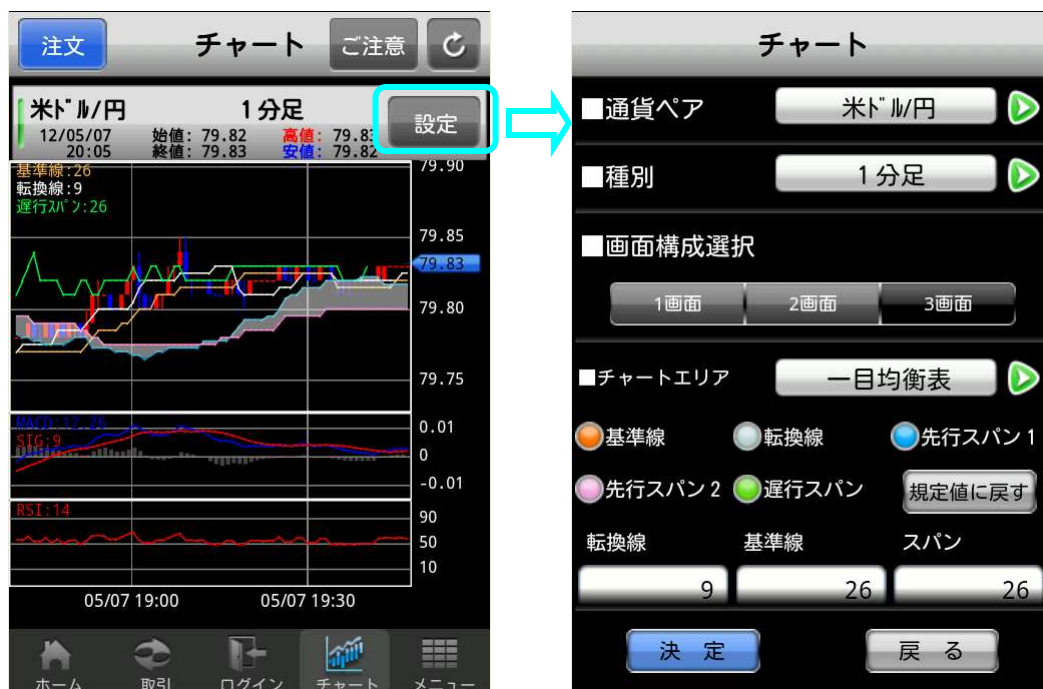 注文 チャート ご注意
米ドル/円 1分足 設定
12/05/07 始値: 79.82 高値: 79.83
20:05 終値: 79.83 安値: 79.82
79.90
基準線:26
転換線:9
遅行スパン:26
79.85
79.83
79.80
79.75
MACD:12,26
SIG:9
0.01
0
-0.01
RSI:14
90
50
10
05/07 19:00 05/07 19:30
ホーム 取引 ログイン チャート メニュー
チャート
■通貨ペア 米ドル/円
■種別 1分足
■画面構成選択
1画面 2画面 3画面
■チャートエリア 一目均衡表
基準線 転換線 先行スパン1
先行スパン2 遅行スパン 規定値に戻す
転換線 基準線 スパン
9 26 26
決定 戻る